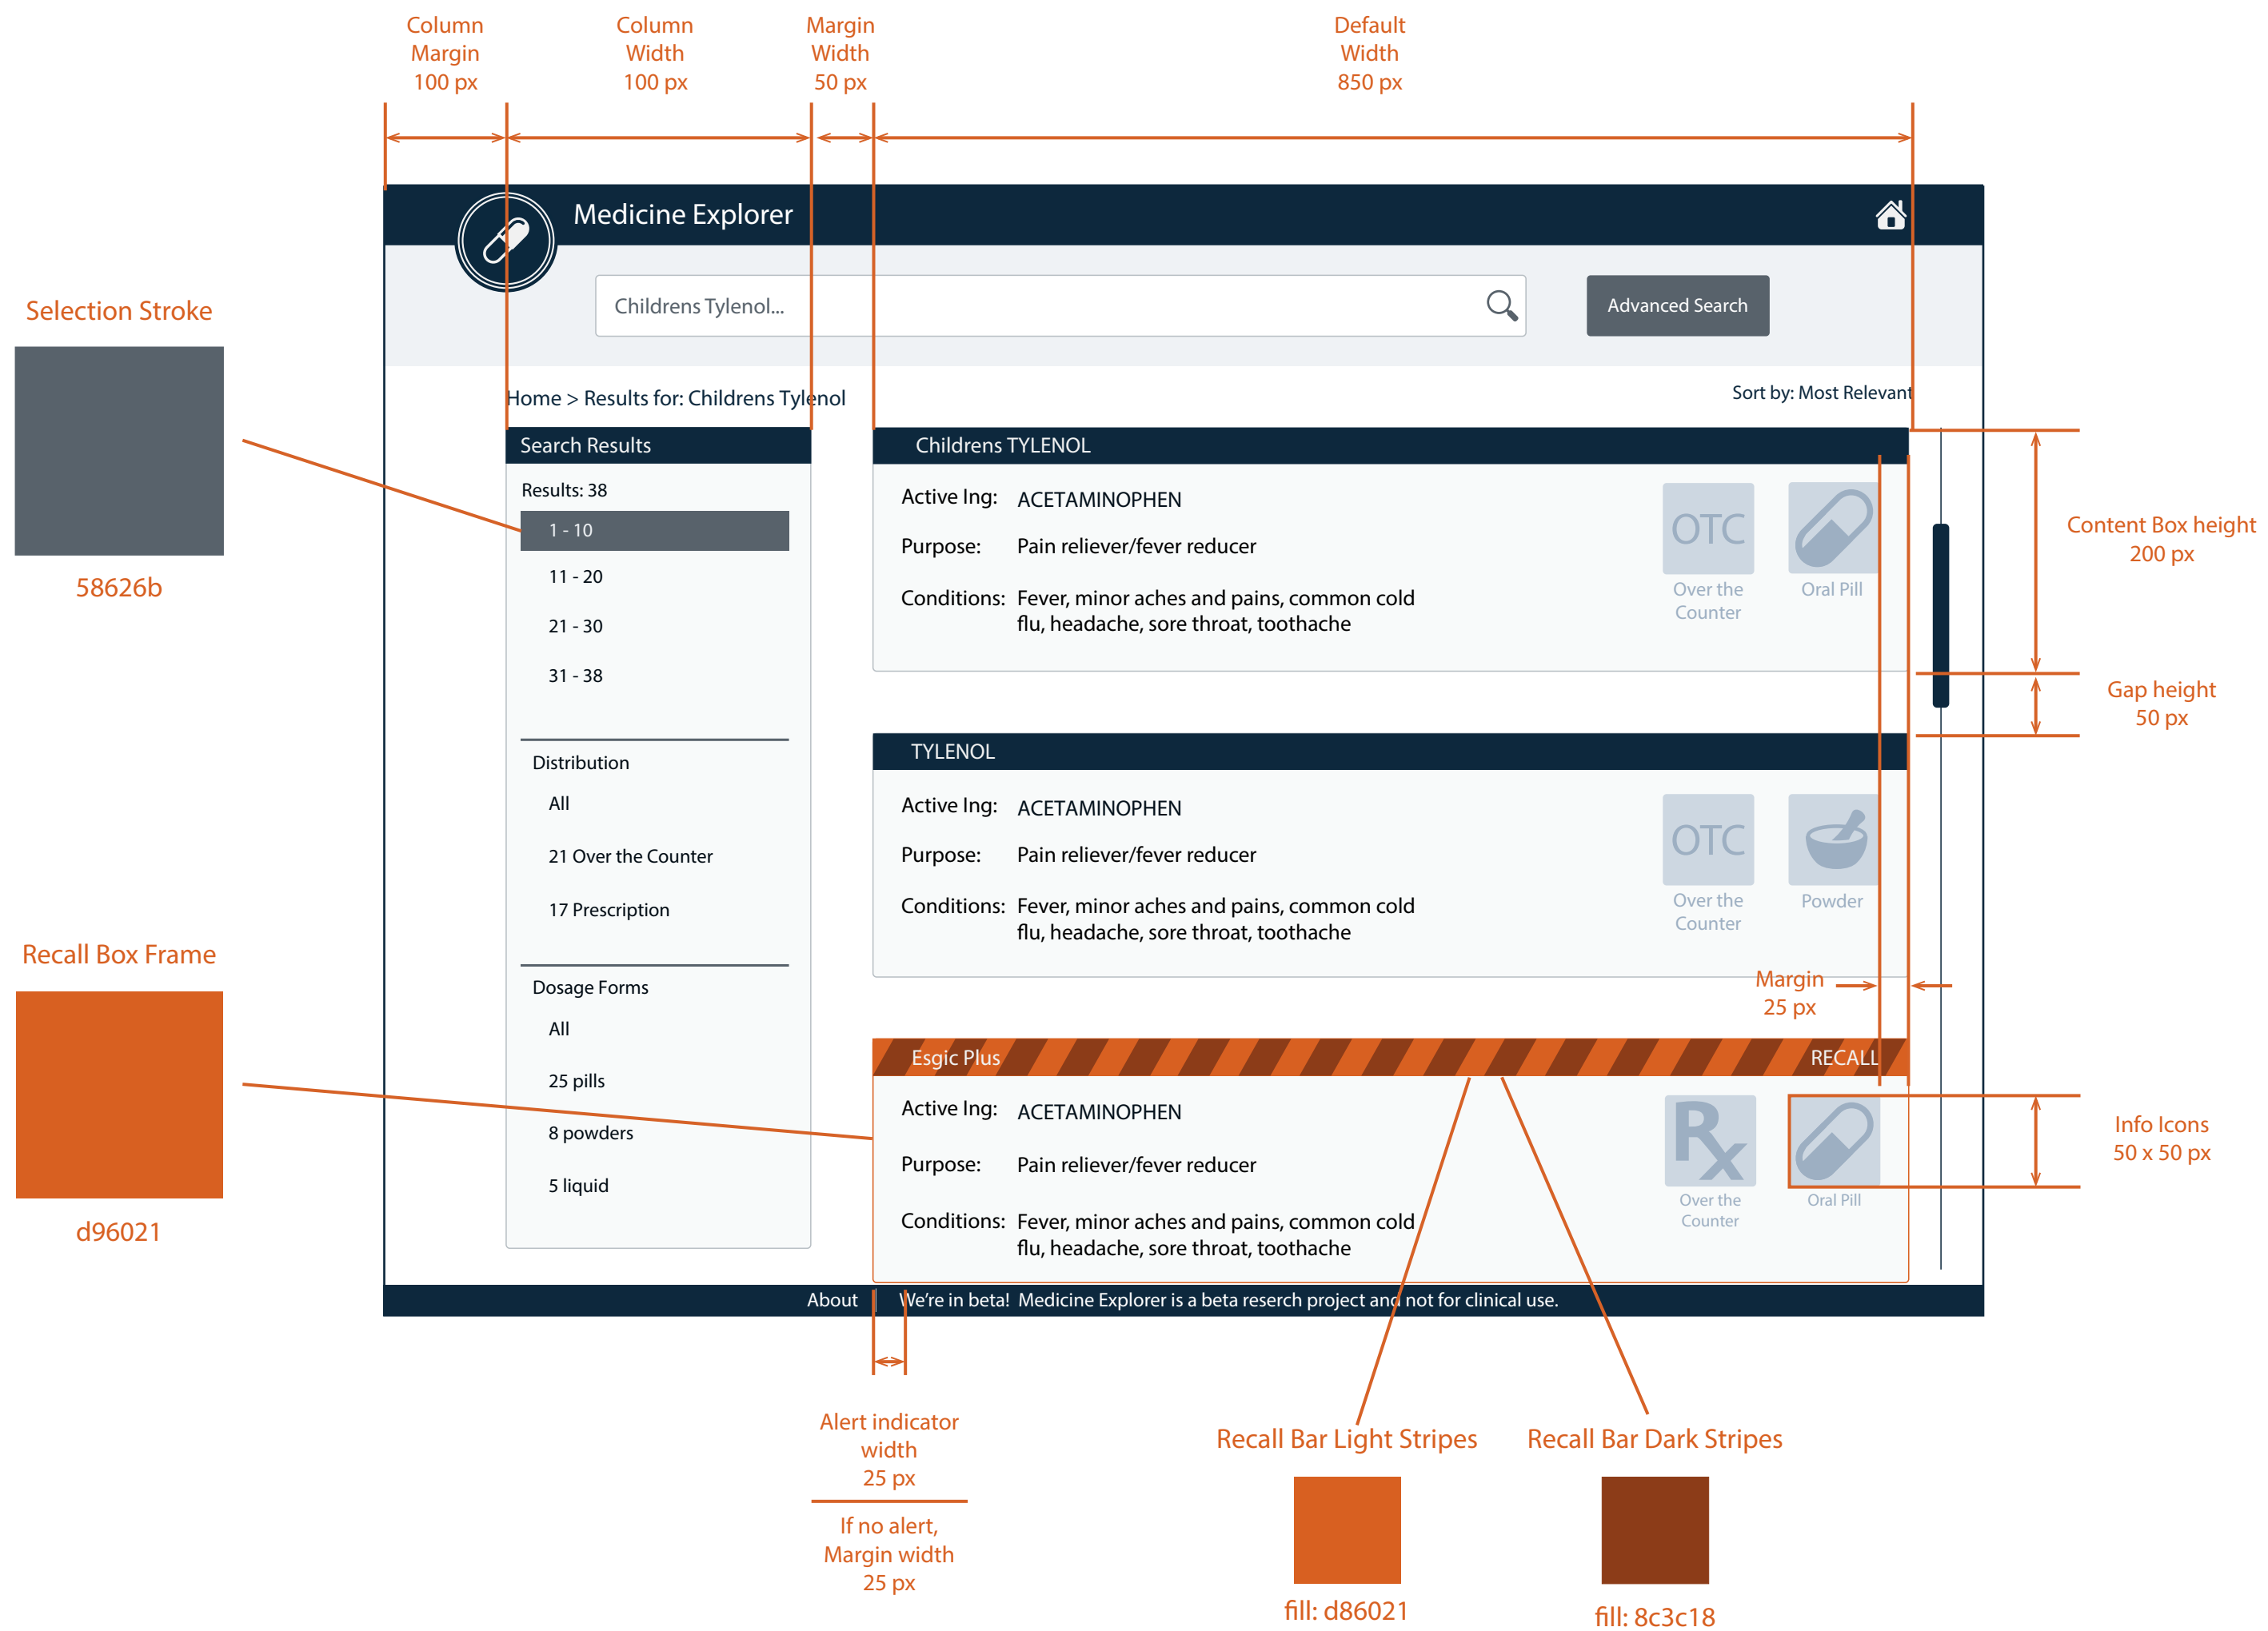 Column
Margin
100 px
Column
Width
100 px
Margin
Width
50 px
Default
Width
850 px
Medicine Explorer
Childrens Tylenol...
Advanced Search
Selection Stroke
58626b
Home > Results for: Childrens Tylenol
Sort by: Most Relevant
Search Results
Results: 38
1 - 10
11 - 20
21 - 30
31 - 38
Distribution
All
21 Over the Counter
17 Prescription
Dosage Forms
All
25 pills
8 powders
5 liquid
Childrens TYLENOL
Active Ing: ACETAMINOPHEN
Purpose: Pain reliever/fever reducer
Conditions: Fever, minor aches and pains, common cold
flu, headache, sore throat, toothache
OTC
Over the
Counter
Oral Pill
Content Box height
200 px
Gap height
50 px
TYLENOL
Active Ing: ACETAMINOPHEN
Purpose: Pain reliever/fever reducer
Conditions: Fever, minor aches and pains, common cold
flu, headache, sore throat, toothache
OTC
Over the
Counter
Powder
Margin
25 px
Recall Box Frame
d96021
Esgic Plus
RECALL
Active Ing: ACETAMINOPHEN
Purpose: Pain reliever/fever reducer
Conditions: Fever, minor aches and pains, common cold
flu, headache, sore throat, toothache
Rx
Over the
Counter
Oral Pill
Info Icons
50 x 50 px
About | We're in beta! Medicine Explorer is a beta reserch project and not for clinical use.
Alert indicator
width
25 px
If no alert,
Margin width
25 px
Recall Bar Light Stripes
fill: d86021
Recall Bar Dark Stripes
fill: 8c3c18